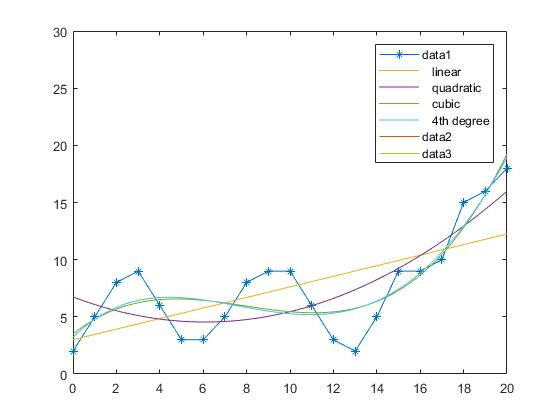 30
25
20
15
10
5
0
data1
linear
quadratic
cubic
4th degree
data2
data3
0 2 4 6 8 10 12 14 16 18 20